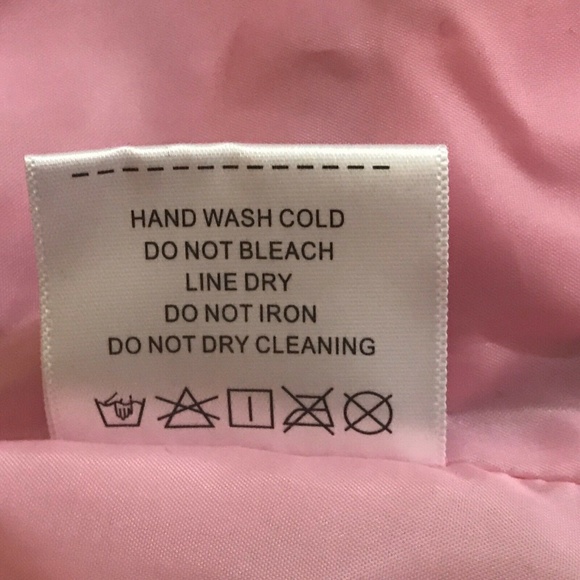 HAND WASH COLD
DO NOT BLEACH
LINE DRY
DO NOT IRON
DO NOT DRY CLEANING